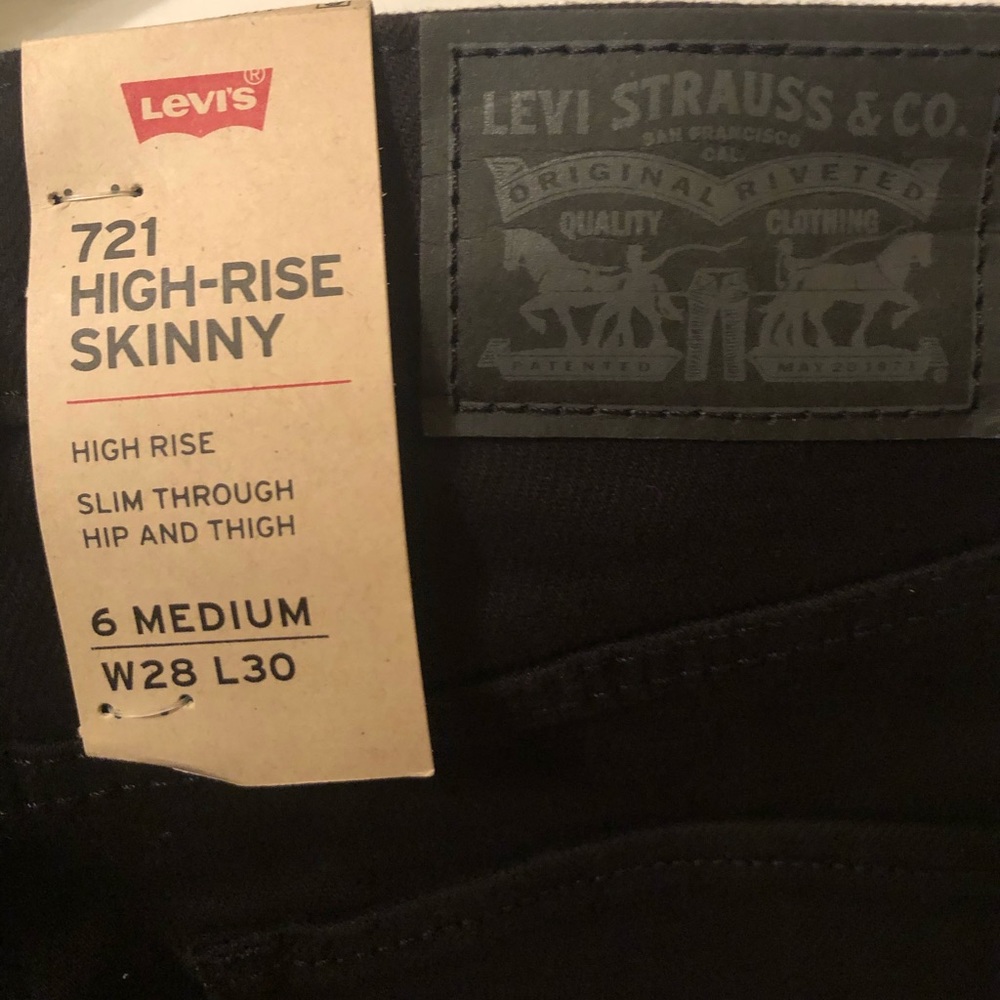 LEVI'S®
721
HIGH-RISE
SKINNY
HIGH RISE
SLIM THROUGH
HIP AND THIGH
6 MEDIUM
W28 L30
LEVI STRAUSS & CO.
SAN FRANCISCO
CAL.
ORIGINAL RIVETED
QUALITY CLOTHING
PATENTED MAY 20 1873